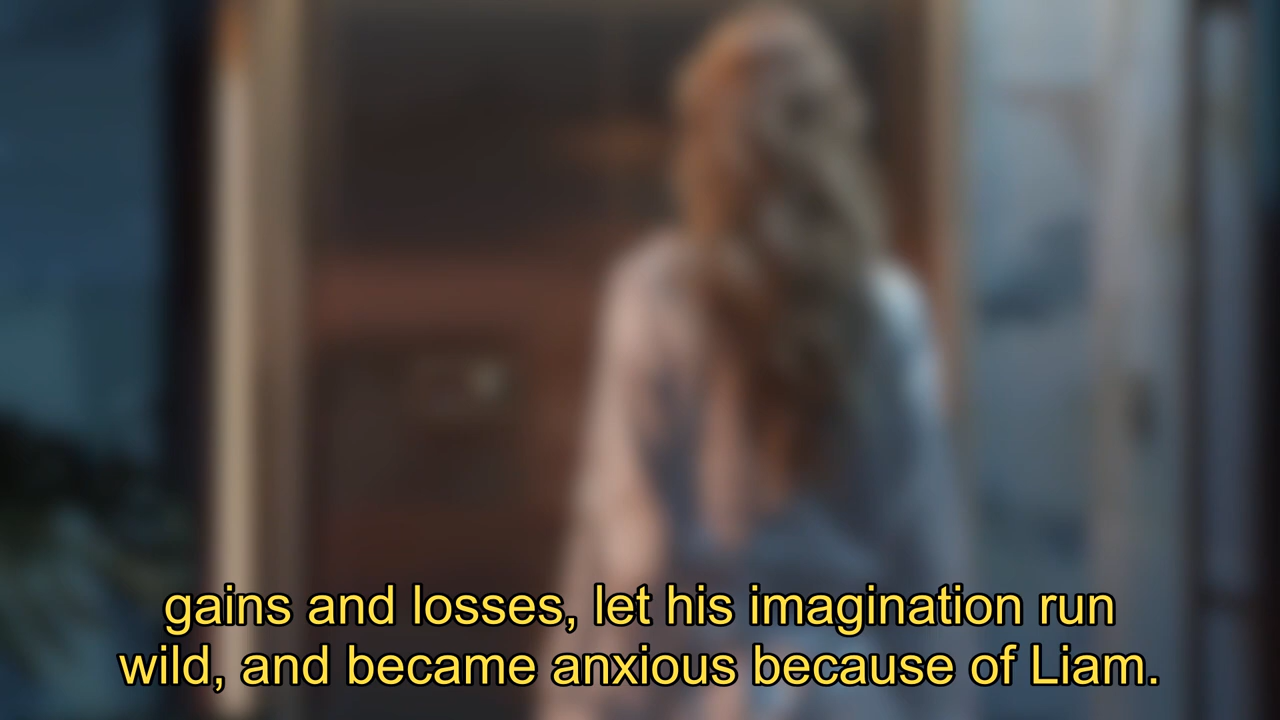 gains and losses, let his imagination run
wild, and became anxious because of Liam.